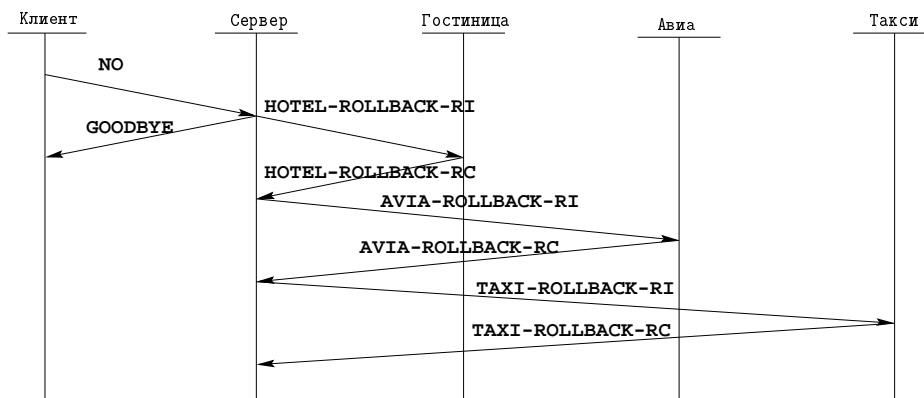 Клиент
Сервер
Гостиница
Авиа
Такси
NO
HOTEL-ROLLBACK-RI
GOODBYE
HOTEL-ROLLBACK-RC
AVIA-ROLLBACK-RI
AVIA-ROLLBACK-RC
TAXI-ROLLBACK-RI
TAXI-ROLLBACK-RC